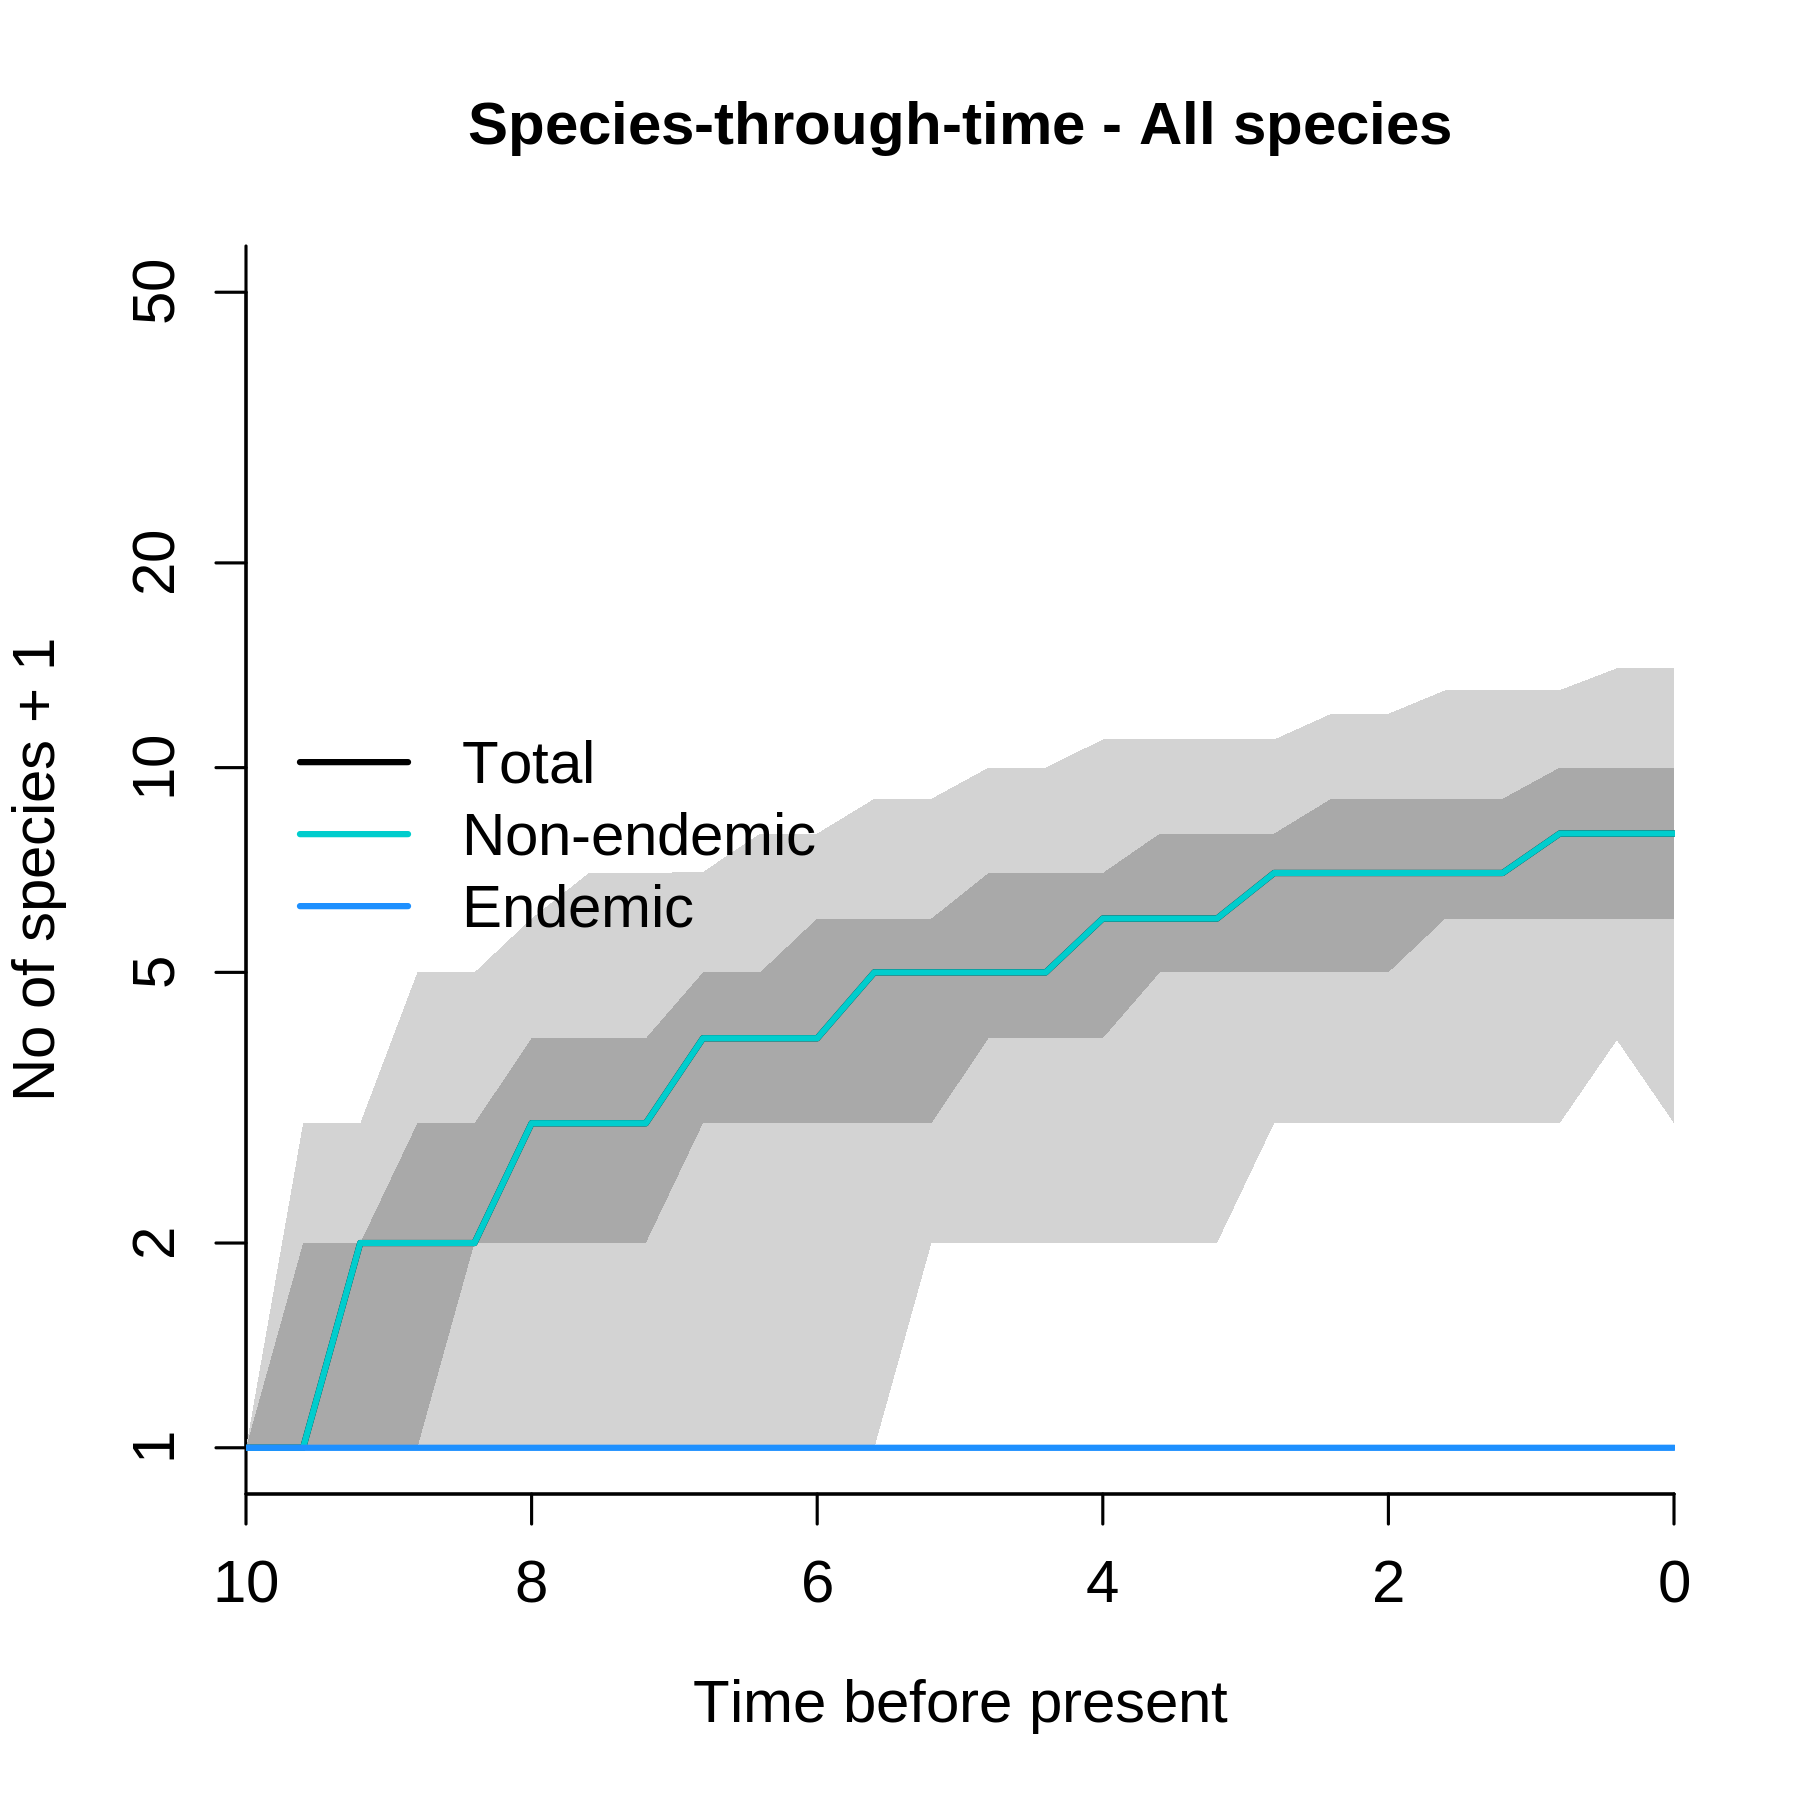 Species-through-time - All species
No of species + 1
50
20
10
5
2
1
Total
Non-endemic
Endemic
10 8 6 4 2 0
Time before present